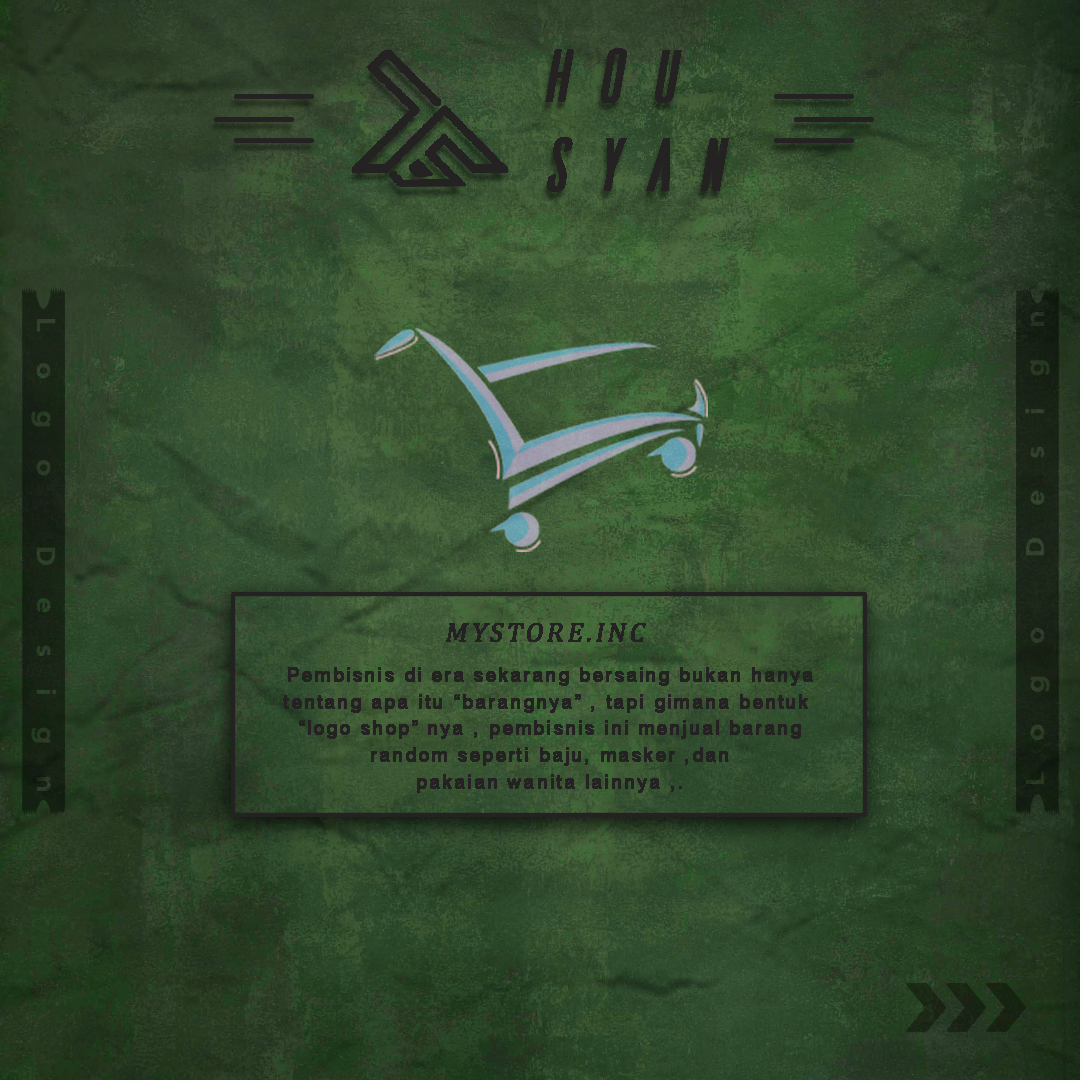 HOU
SYAN
Logo Design
Logo Design
MYSTORE.INC
Pembisnis di era sekarang bersaing bukan hanya
tentang apa itu “barangnya” , tapi gimana bentuk
“logo shop” nya , pembisnis ini menjual barang
random seperti baju, masker ,dan
pakaian wanita lainnya ,.